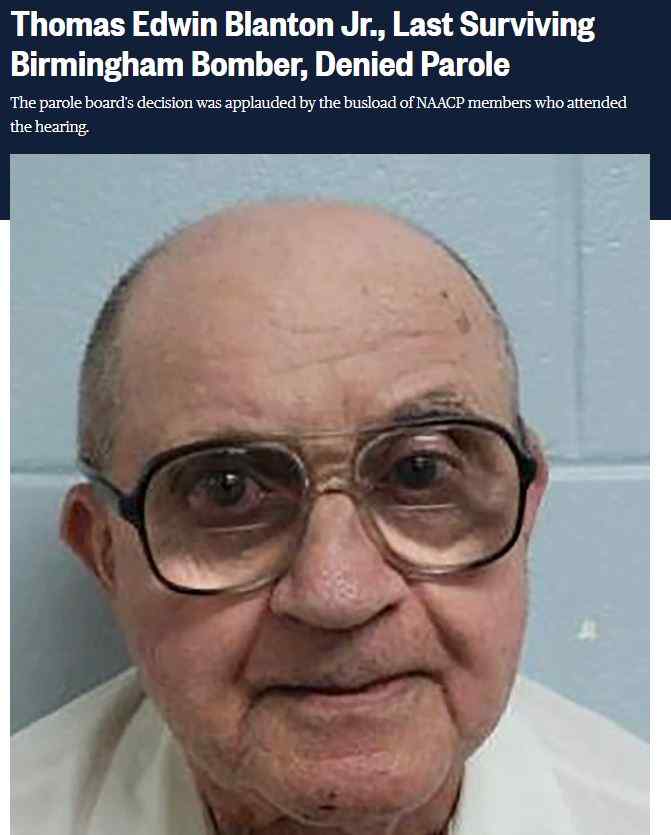 Thomas Edwin Blanton Jr., Last Surviving
Birmingham Bomber, Denied Parole
The parole board's decision was applauded by the busload of NAACP members who attended
the hearing.